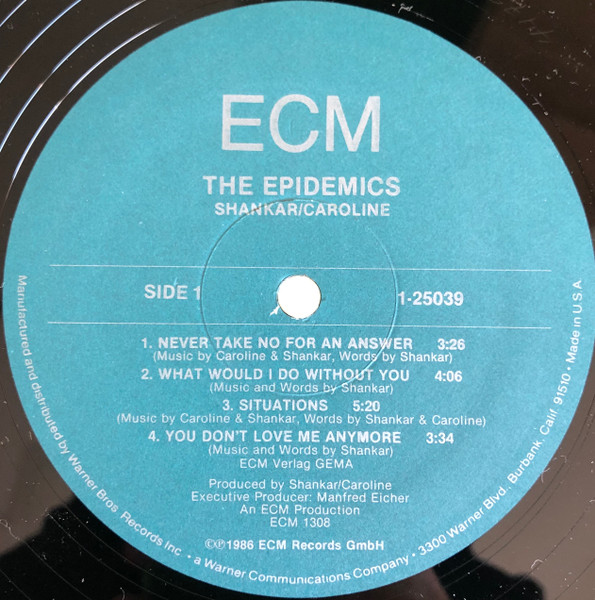 ECM
THE EPIDEMICS
SHANKAR/CAROLINE
SIDE 1 1-25039
1. NEVER TAKE NO FOR AN ANSWER 3:26
(Music by Caroline & Shankar, Words by Shankar)
2. WHAT WOULD I DO WITHOUT YOU 4:06
(Music and Words by Shankar)
3. SITUATIONS 5:20
(Music by Caroline & Shankar, Words by Shankar & Caroline)
4. YOU DON'T LOVE ME ANYMORE 3:34
(Music and Words by Shankar)
ECM Verlag GEMA
Produced by Shankar/Caroline
Executive Producer: Manfred Eicher
An ECM Production
ECM 1308
©℗1986 ECM Records GmbH
Manufactured and distributed by Warner Bros. Records Inc. • a Warner Communications Company • 3300 Warner Blvd., Burbank, Calif. 91510 • Made in U.S.A.